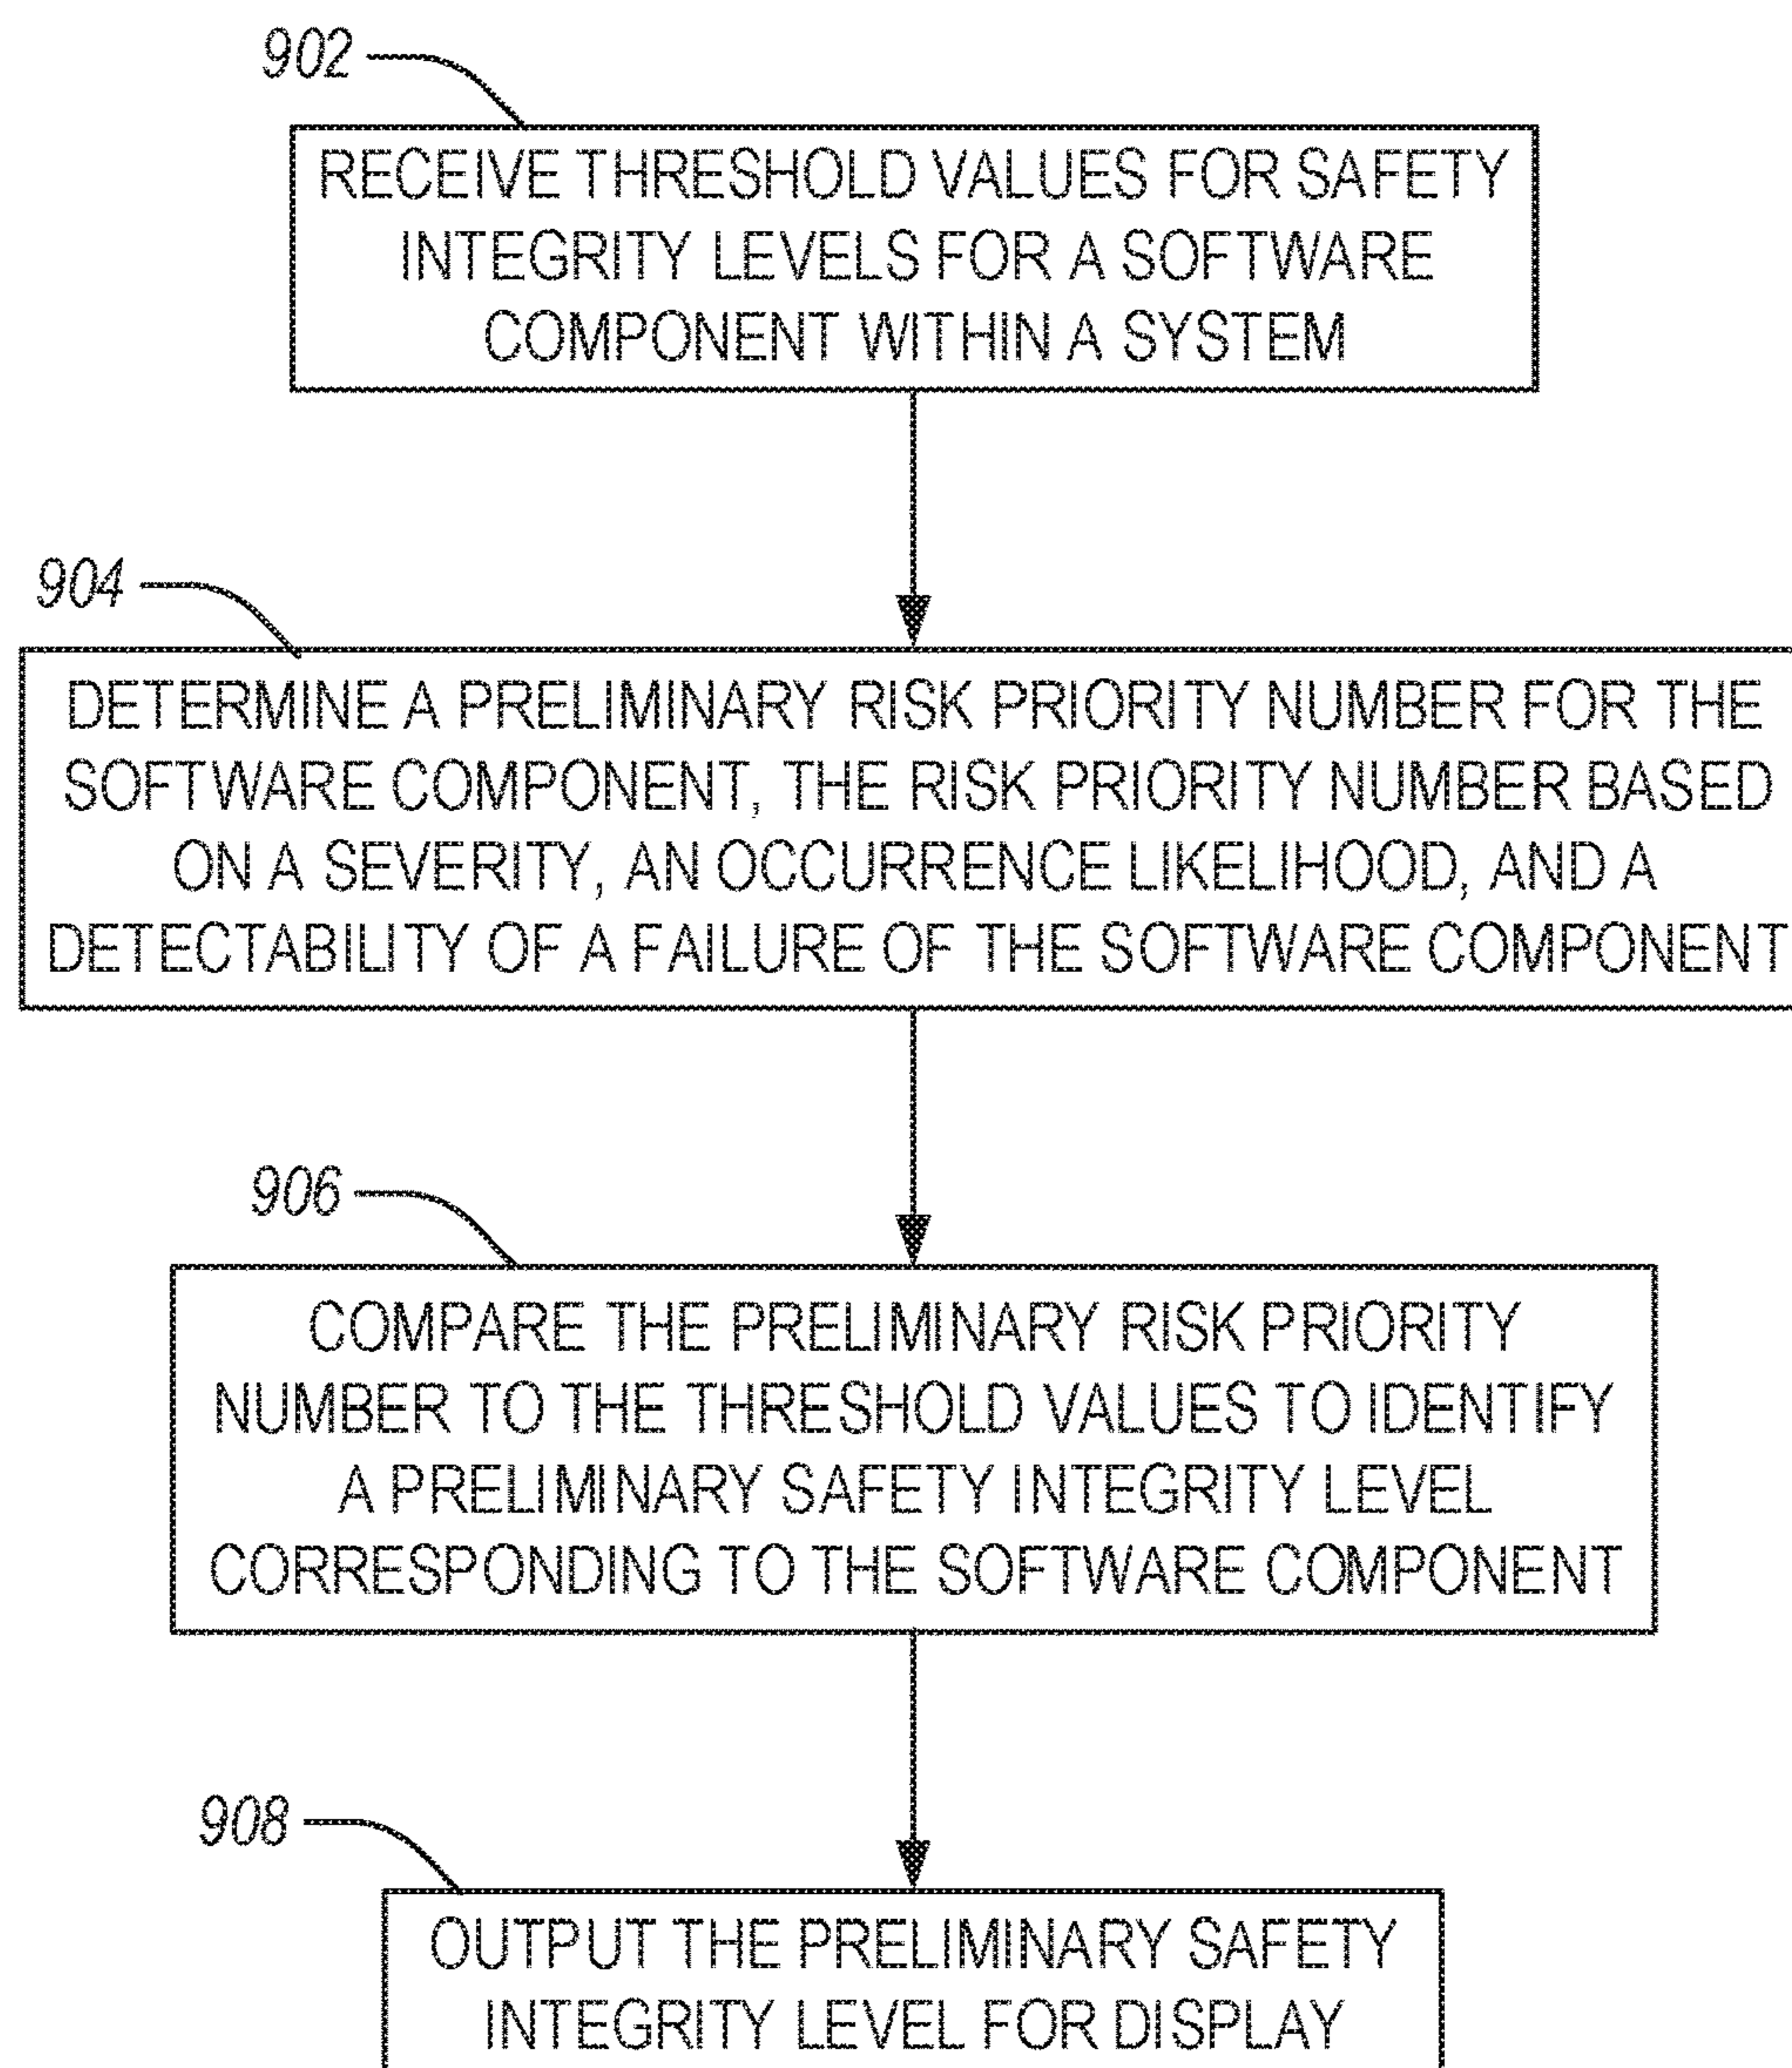 902
RECEIVE THRESHOLD VALUES FOR SAFETY
INTEGRITY LEVELS FOR A SOFTWARE
COMPONENT WITHIN A SYSTEM
904
DETERMINE A PRELIMINARY RISK PRIORITY NUMBER FOR THE
SOFTWARE COMPONENT, THE RISK PRIORITY NUMBER BASED
ON A SEVERITY, AN OCCURRENCE LIKELIHOOD, AND A
DETECTABILITY OF A FAILURE OF THE SOFTWARE COMPONENT
906
COMPARE THE PRELIMINARY RISK PRIORITY
NUMBER TO THE THRESHOLD VALUES TO IDENTIFY
A PRELIMINARY SAFETY INTEGRITY LEVEL
CORRESPONDING TO THE SOFTWARE COMPONENT
908
OUTPUT THE PRELIMINARY SAFETY
INTEGRITY LEVEL FOR DISPLAY